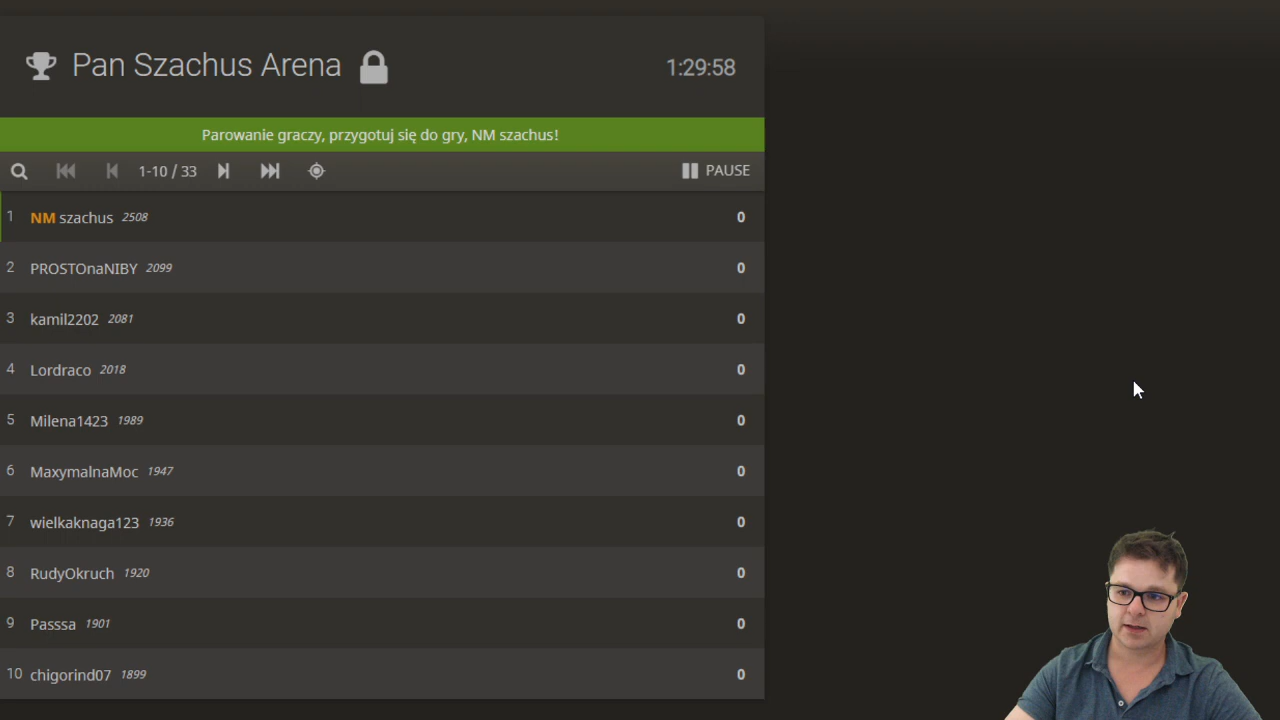 Pan Szachus Arena 1:29:58
Parowanie graczy, przygotuj się do gry, NM szachus!
1-10 / 33 PAUSE
1 NM szachus 2508 0
2 PROSTOnaNIBY 2099 0
3 kamil2202 2081 0
4 Lordraco 2018 0
5 Milena1423 1989 0
6 MaxymalnaMoc 1947 0
7 wielkaknaga123 1936 0
8 RudyOkruch 1920 0
9 Passsa 1901 0
10 chigorind07 1899 0